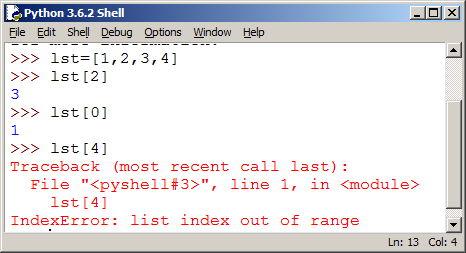 Python 3.6.2 Shell
File Edit Shell Debug Options Window Help
>>> lst=[1,2,3,4]
>>> lst[2]
3
>>> lst[0]
1
>>> lst[4]
Traceback (most recent call last):
  File "<pyshell#3>", line 1, in <module>
    lst[4]
IndexError: list index out of range
Ln: 13 Col: 4